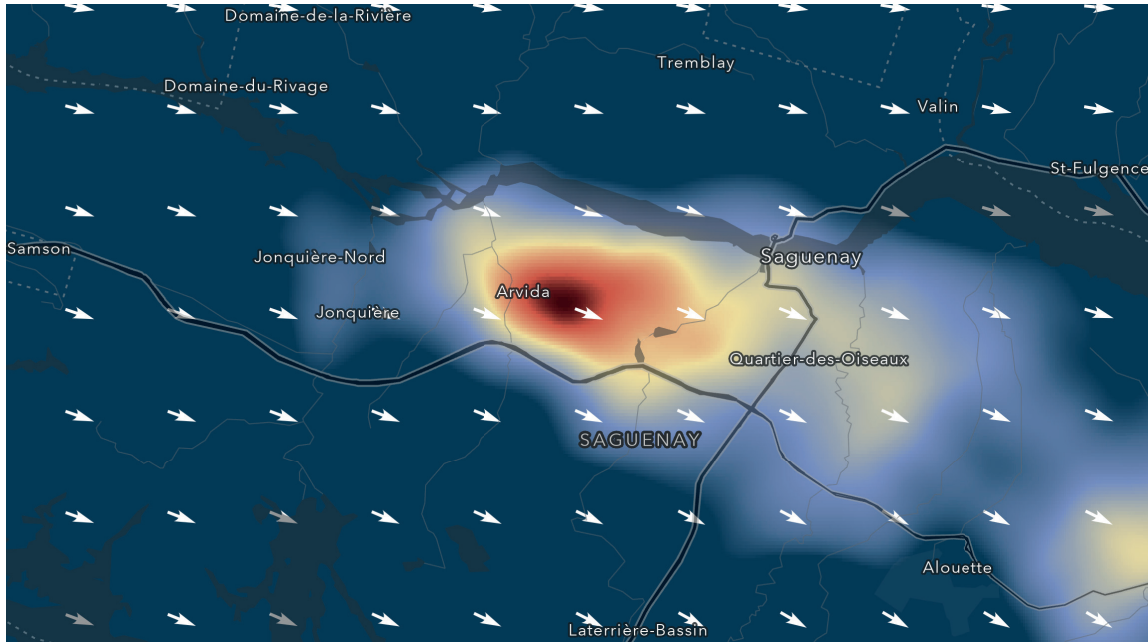 Domaine-de-la-Rivière
Tremblay
Domaine-du-Rivage
Valin
St-Fulgence
Samson
Jonquière-Nord
Saguenay
Arvida
Jonquière
Quartier-des-Oiseaux
SAGUENAY
Alouette
Laterrière-Bassin